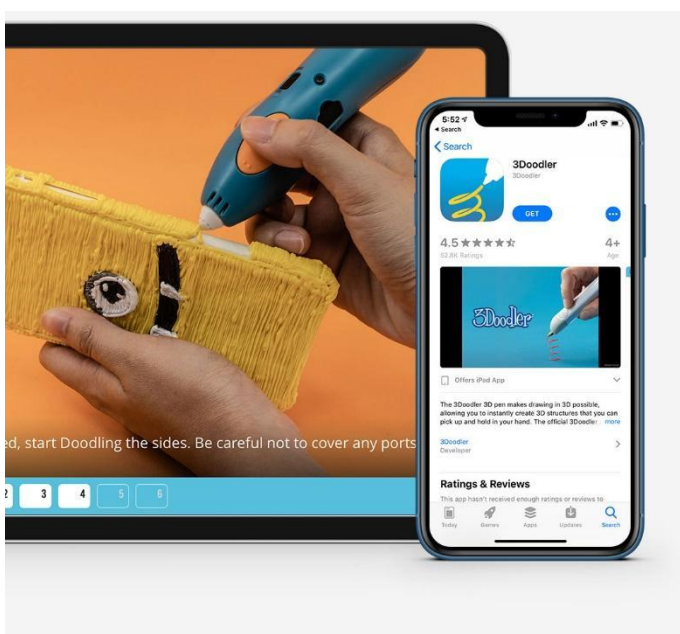 ed, start Doodling the sides. Be careful not to cover any ports
2 3 4 5 6
5:52
Search
Search
3Doodler
3Doodler
GET
4.5
4+
Ratings
Age
3Doodler
Offers iPad App
The 3Doodler 3D pen makes drawing in 3D possible,
allowing you to instantly create 3D structures that you can
pick up and hold in your hand. The official 3Doodler more
3Doodler
Developer
Ratings & Reviews
This app hasn't received enough ratings or reviews to
Today Games Apps Updates Search